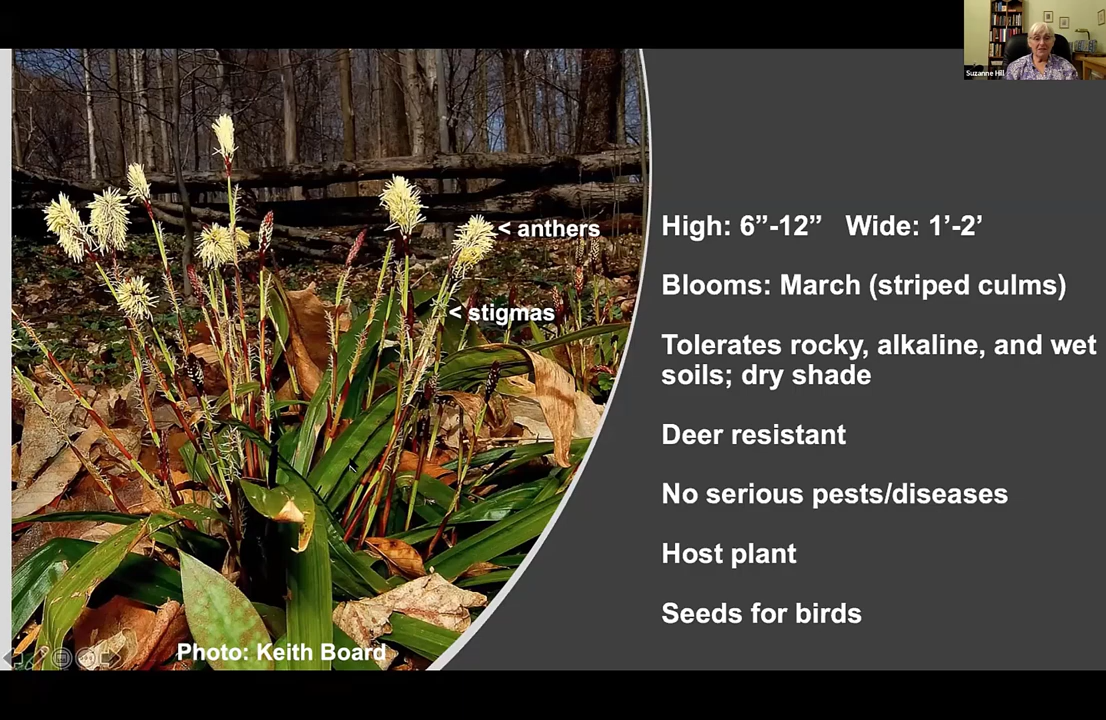 Suzanne Hill
< anthers
< stigmas
High: 6”-12”   Wide: 1’-2’
Blooms: March (striped culms)
Tolerates rocky, alkaline, and wet
soils; dry shade
Deer resistant
No serious pests/diseases
Host plant
Seeds for birds
Photo: Keith Board